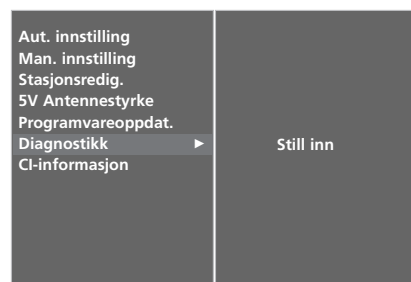 Aut. innstilling
Man. innstilling
Stasjonsredig.
5V Antennestyrke
Programvareoppdat.
Diagnostikk ►
Still inn
CI-informasjon